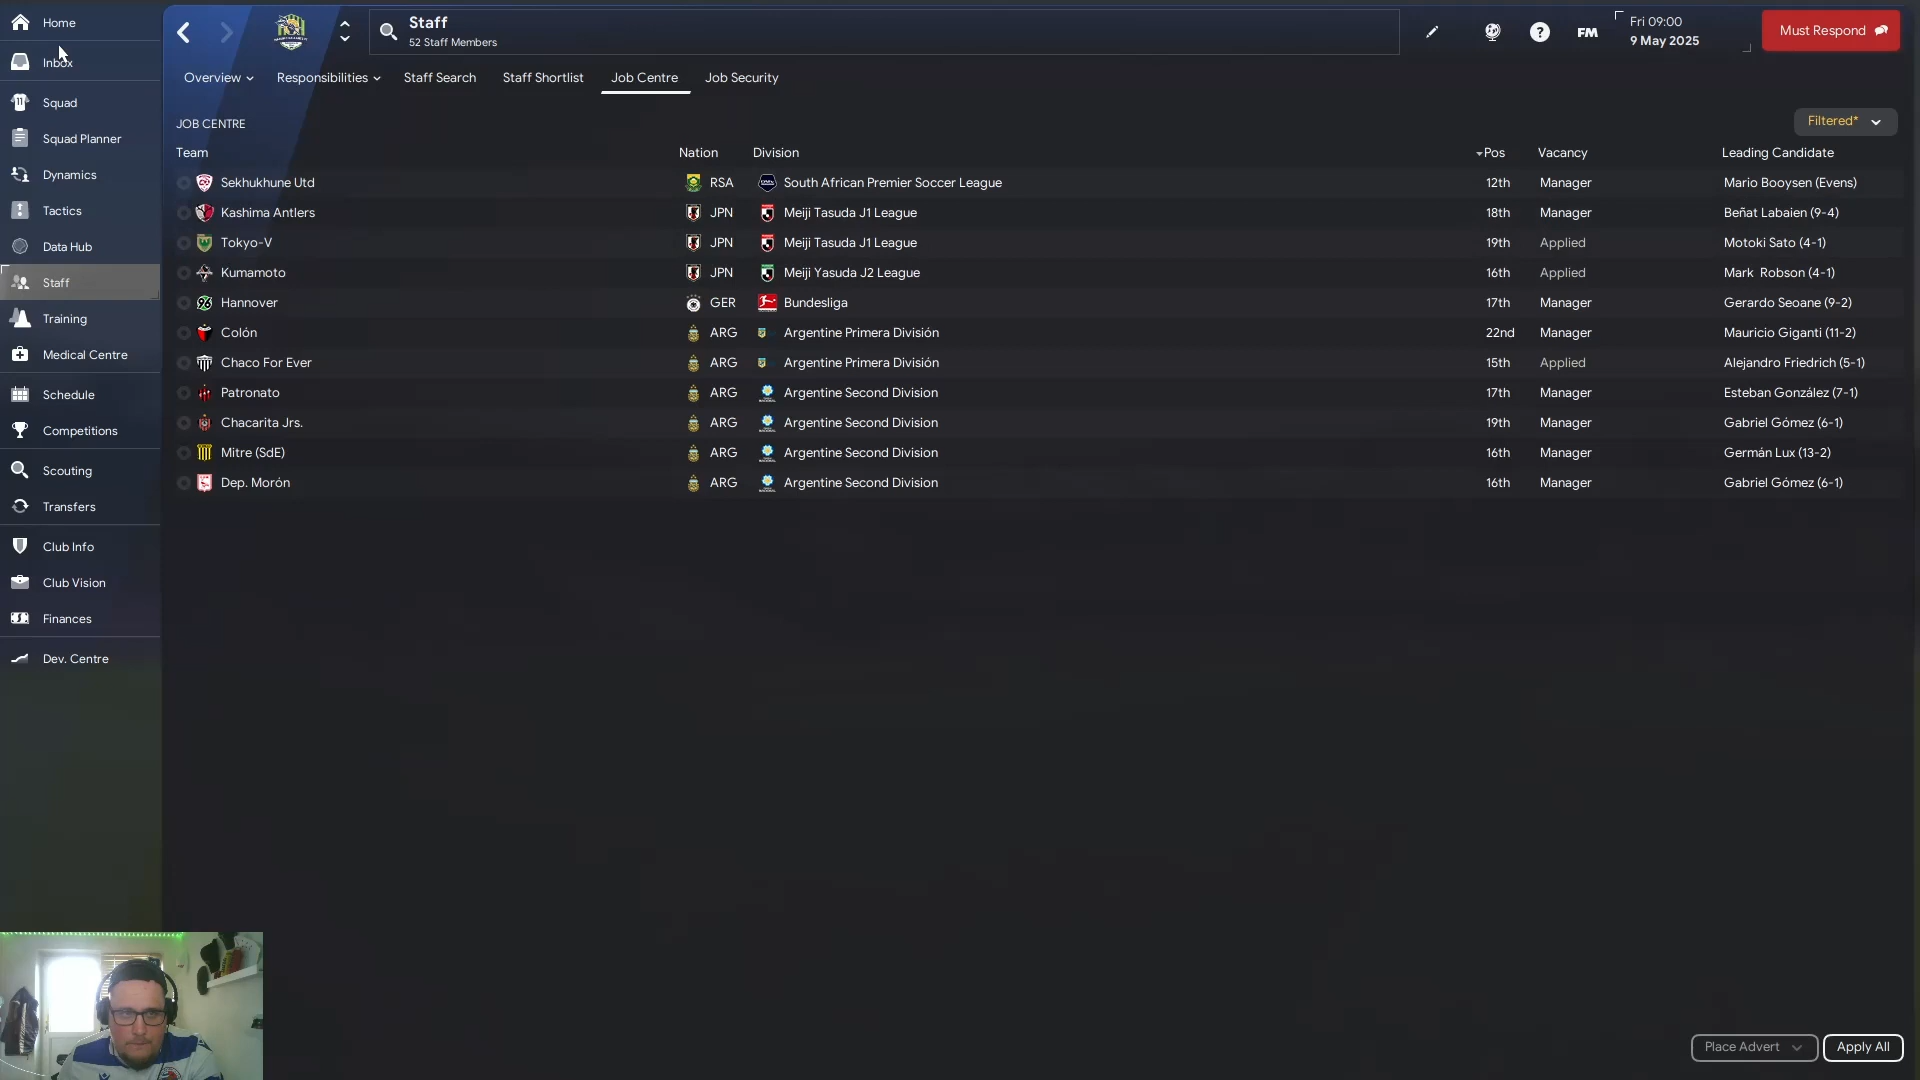 Home
Inbox
Squad
Squad Planner
Dynamics
Tactics
Data Hub
Staff
Training
Medical Centre
Schedule
Competitions
Scouting
Transfers
Club Info
Club Vision
Finances
Dev. Centre
Staff
52 Staff Members
FM
Fri 09:00
9 May 2025
Must Respond
Overview Responsibilities Staff Search Staff Shortlist Job Centre Job Security
JOB CENTRE
Filtered*
Team Nation Division Pos Vacancy Leading Candidate
Sekhukhune Utd RSA South African Premier Soccer League 12th Manager Mario Booysen (Evens)
Kashima Antlers JPN Meiji Tasuda J1 League 18th Manager Beñat Labaien (9-4)
Tokyo-V JPN Meiji Tasuda J1 League 19th Applied Motoki Sato (4-1)
Kumamoto JPN Meiji Yasuda J2 League 16th Applied Mark Robson (4-1)
Hannover GER Bundesliga 17th Manager Gerardo Seoane (9-2)
Colón ARG Argentine Primera División 22nd Manager Mauricio Giganti (11-2)
Chaco For Ever ARG Argentine Primera División 15th Applied Alejandro Friedrich (5-1)
Patronato ARG Argentine Second Division 17th Manager Esteban González (7-1)
Chacarita Jrs. ARG Argentine Second Division 19th Manager Gabriel Gómez (6-1)
Mitre (SdE) ARG Argentine Second Division 16th Manager Germán Lux (13-2)
Dep. Morón ARG Argentine Second Division 16th Manager Gabriel Gómez (6-1)
Place Advert
Apply All